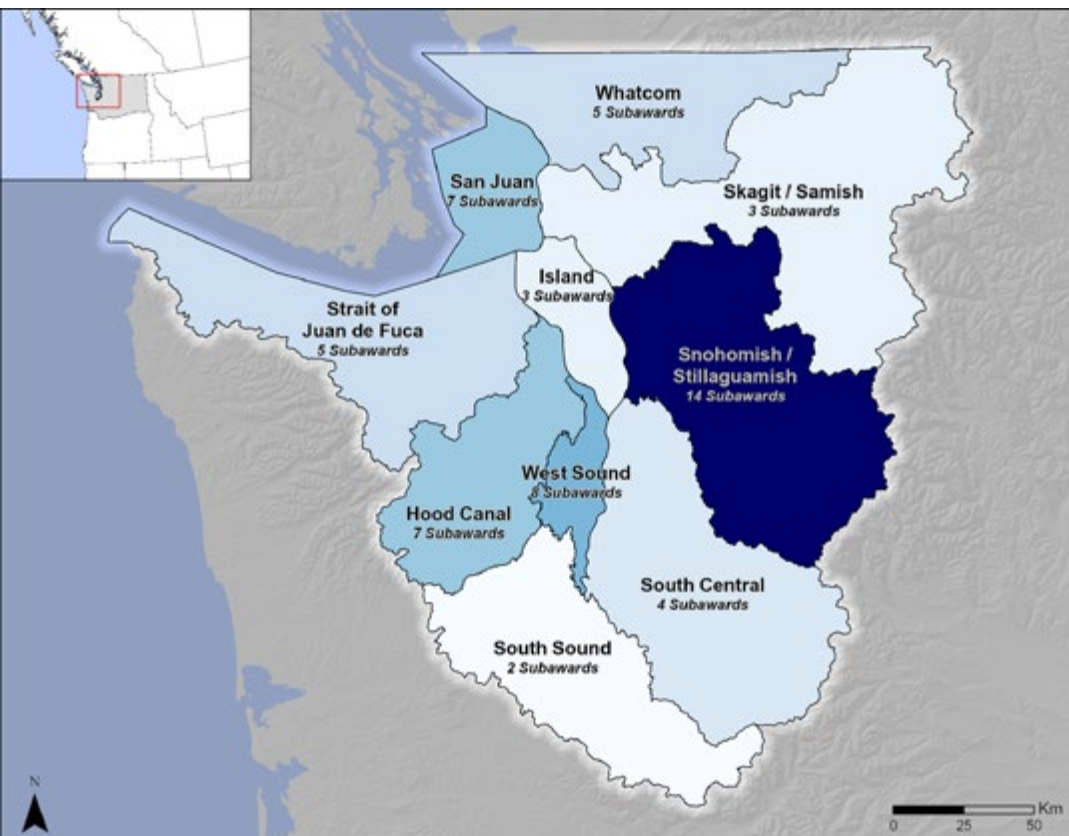 Whatcom
5 Subawards
San Juan
7 Subawards
Skagit / Samish
3 Subawards
Island
3 Subawards
Strait of
Juan de Fuca
5 Subawards
Snohomish /
Stillaguamish
14 Subawards
West Sound
8 Subawards
Hood Canal
7 Subawards
South Central
4 Subawards
South Sound
2 Subawards
N
Km
0 25 50